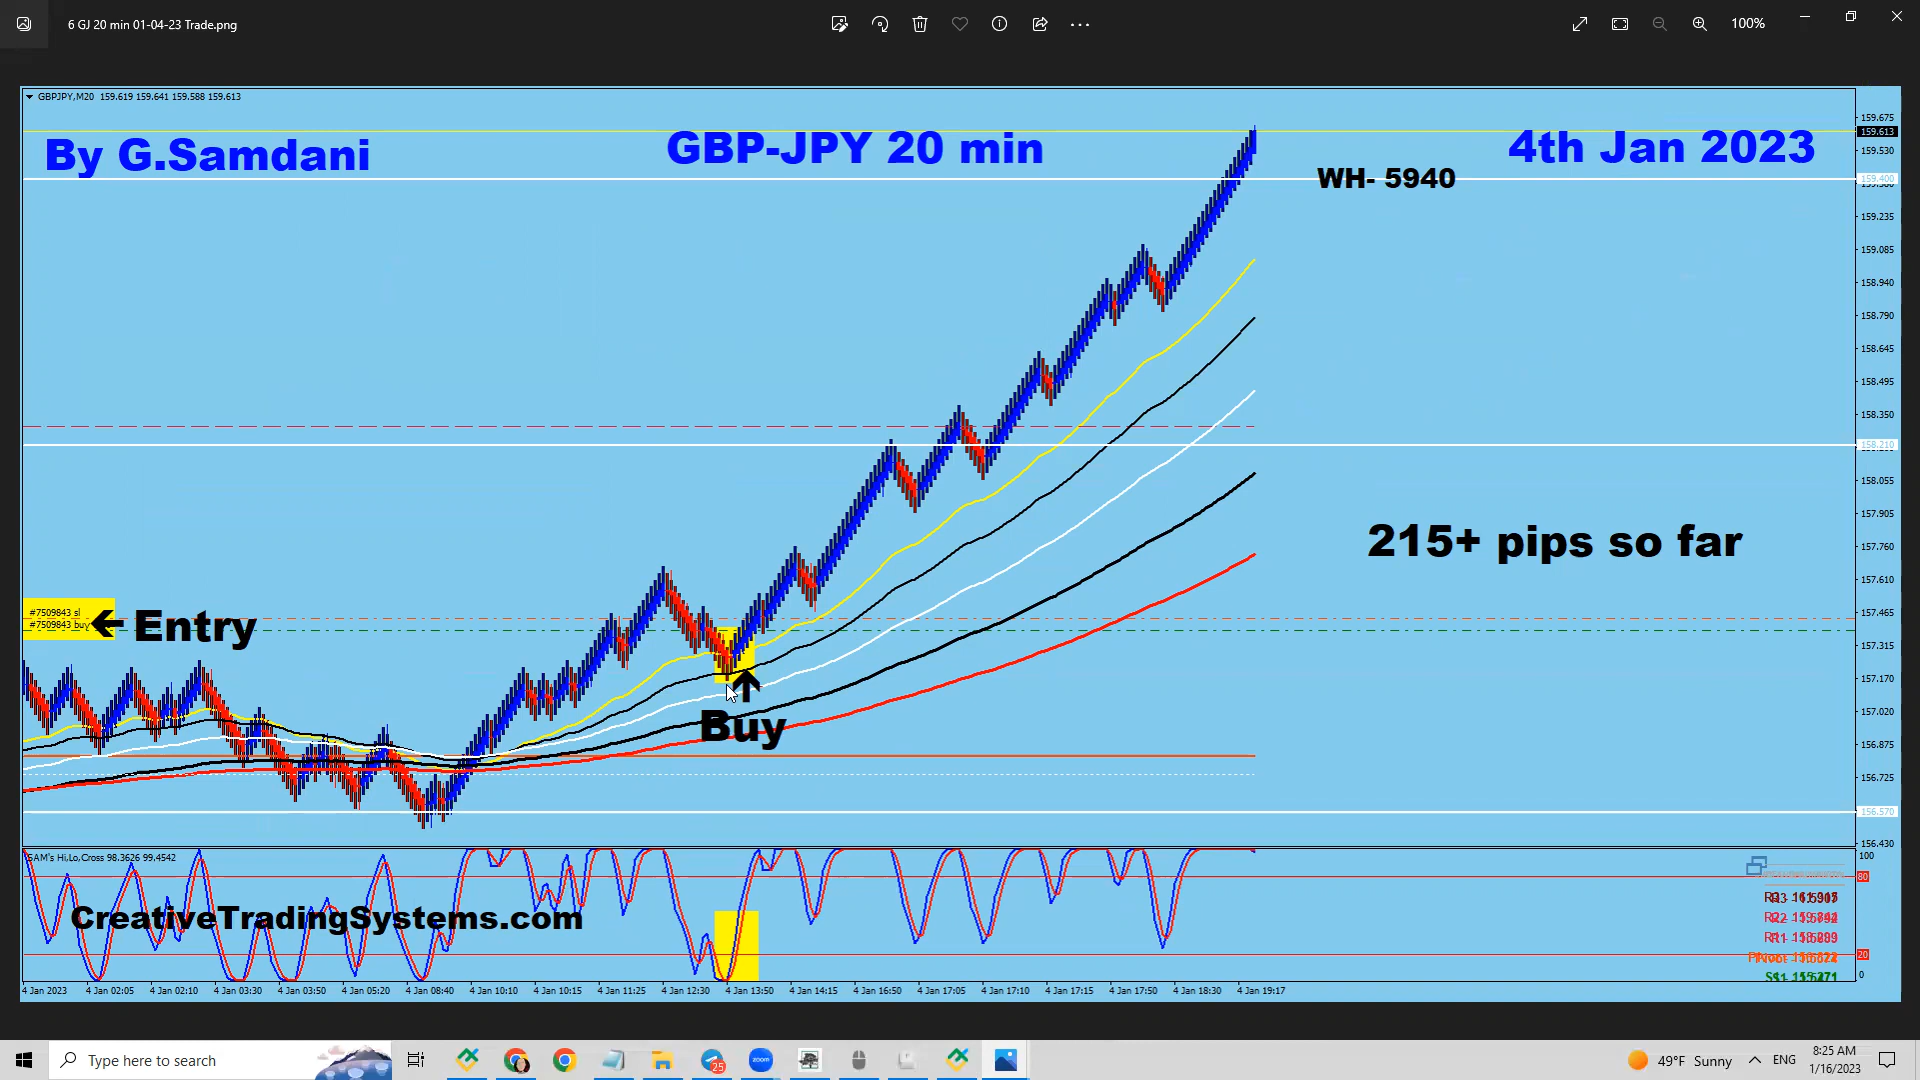 6 GJ 20 min 01-04-23 Trade.png
100%
GBPJPY,M20 159.619 159.641 159.588 159.613
By G.Samdani
GBP-JPY 20 min
4th Jan 2023
WH- 5940
215+ pips so far
#7509843 sl
#7509843 buy
Entry
Buy
159.675
159.613
159.530
159.400
159.235
159.085
158.940
158.790
158.645
158.495
158.350
158.210
158.055
157.905
157.760
157.610
157.465
157.315
157.170
157.020
156.875
156.725
156.570
156.430
SAM's Hi,Lo,Cross 98.3626 99.4542
CreativeTradingSystems.com
100
80
20
0
4 Jan 2023 4 Jan 02:05 4 Jan 02:10 4 Jan 03:30 4 Jan 03:50 4 Jan 05:20 4 Jan 08:40 4 Jan 10:10 4 Jan 10:15 4 Jan 11:25 4 Jan 12:30 4 Jan 13:50 4 Jan 14:15 4 Jan 16:50 4 Jan 17:05 4 Jan 17:10 4 Jan 17:15 4 Jan 17:50 4 Jan 18:30 4 Jan 19:17
Type here to search
25
zoom
49°F Sunny
ENG
8:25 AM
1/16/2023